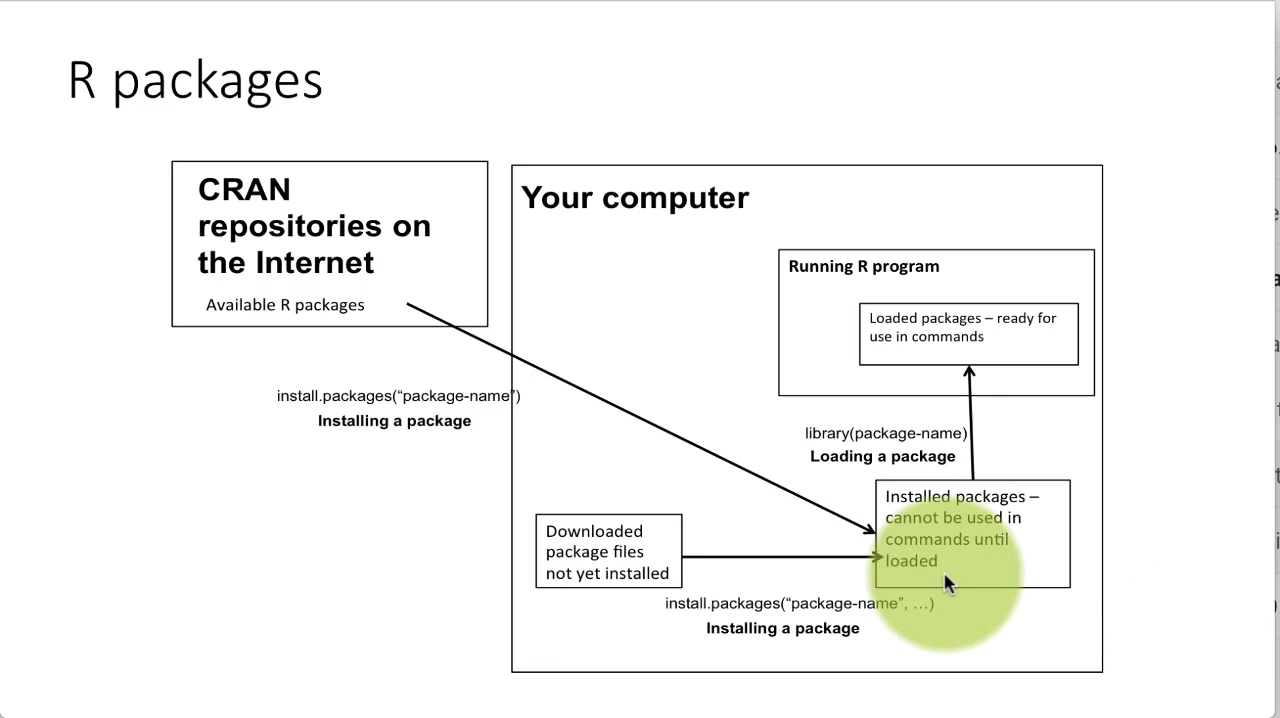 R packages
CRAN
repositories on
the Internet
Available R packages
Your computer
Running R program
Loaded packages – ready for
use in commands
install.packages(“package-name”)
Installing a package
library(package-name)
Loading a package
Installed packages –
cannot be used in
commands until
loaded
Downloaded
package files
not yet installed
install.packages(“package-name”, …)
Installing a package